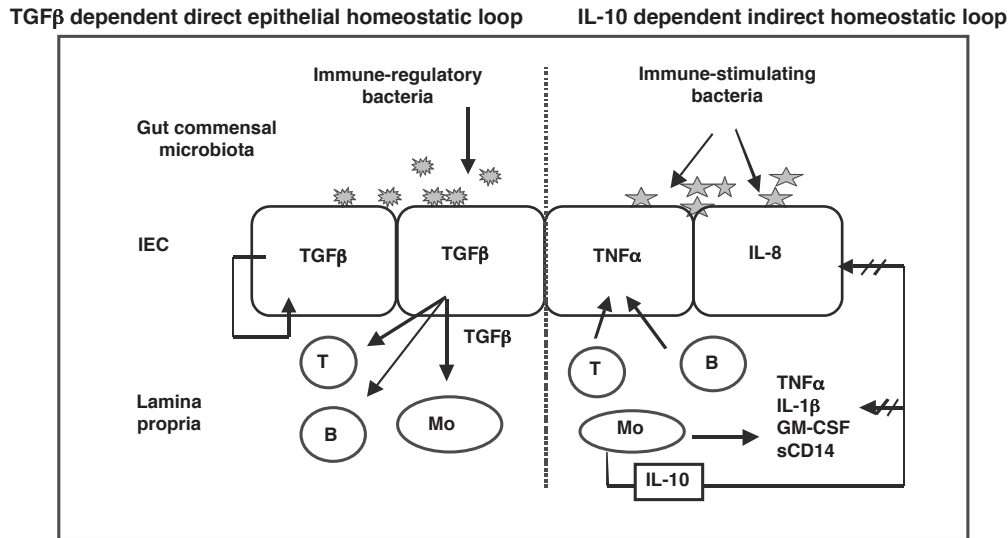 TGFβ dependent direct epithelial homeostatic loop
IL-10 dependent indirect homeostatic loop
Immune-regulatory
bacteria
Immune-stimulating
bacteria
Gut commensal
microbiota
IEC
TGFβ
TGFβ
TNFα
IL-8
TGFβ
T
B
Mo
T
B
Mo
Lamina
propria
TNFα
IL-1β
GM-CSF
sCD14
IL-10